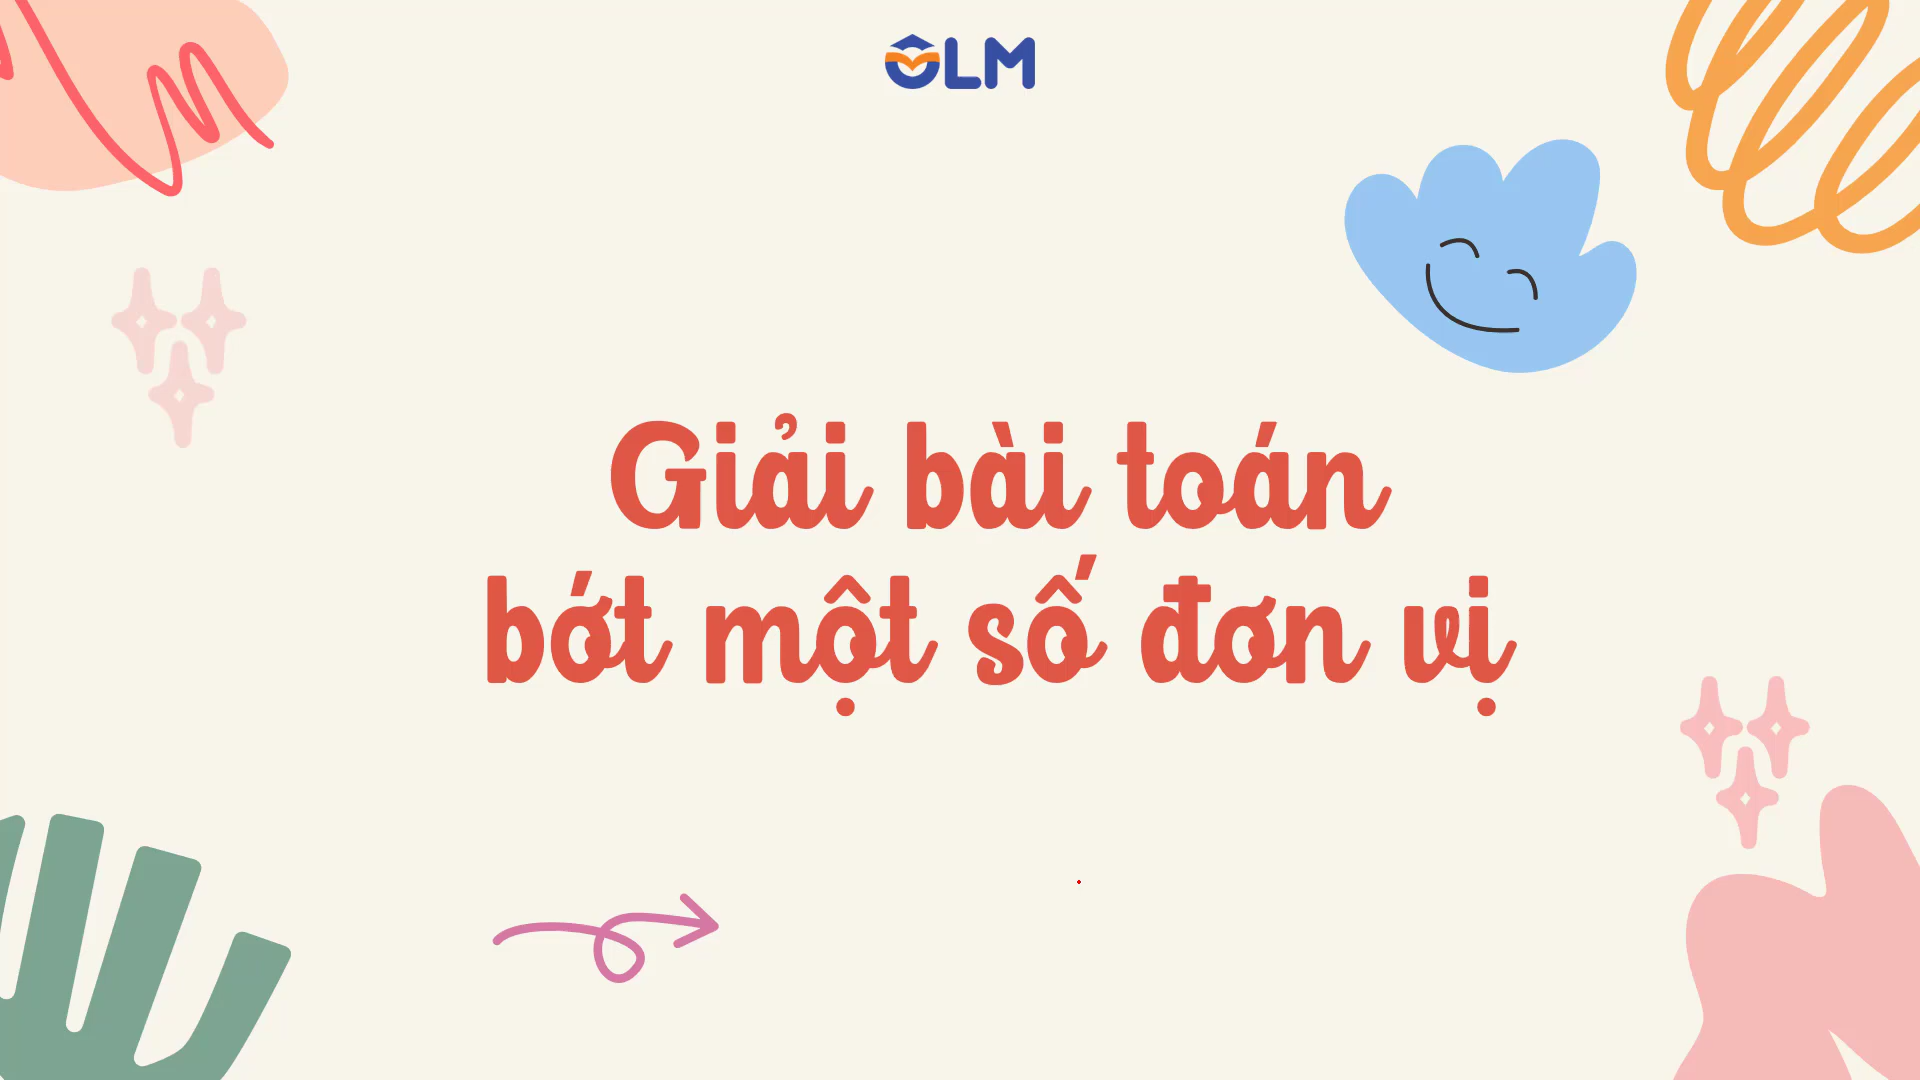 OLM
Giải bài toán
bớt một số đơn vị